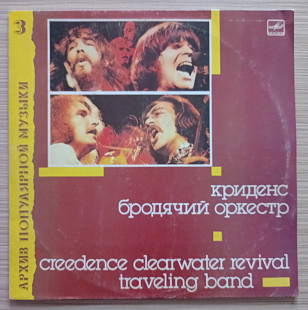 3
АРХИВ ПОПУЛЯРНОЙ МУЗЫКИ
криденс
бродячий оркестр
creedence clearwater revival
traveling band